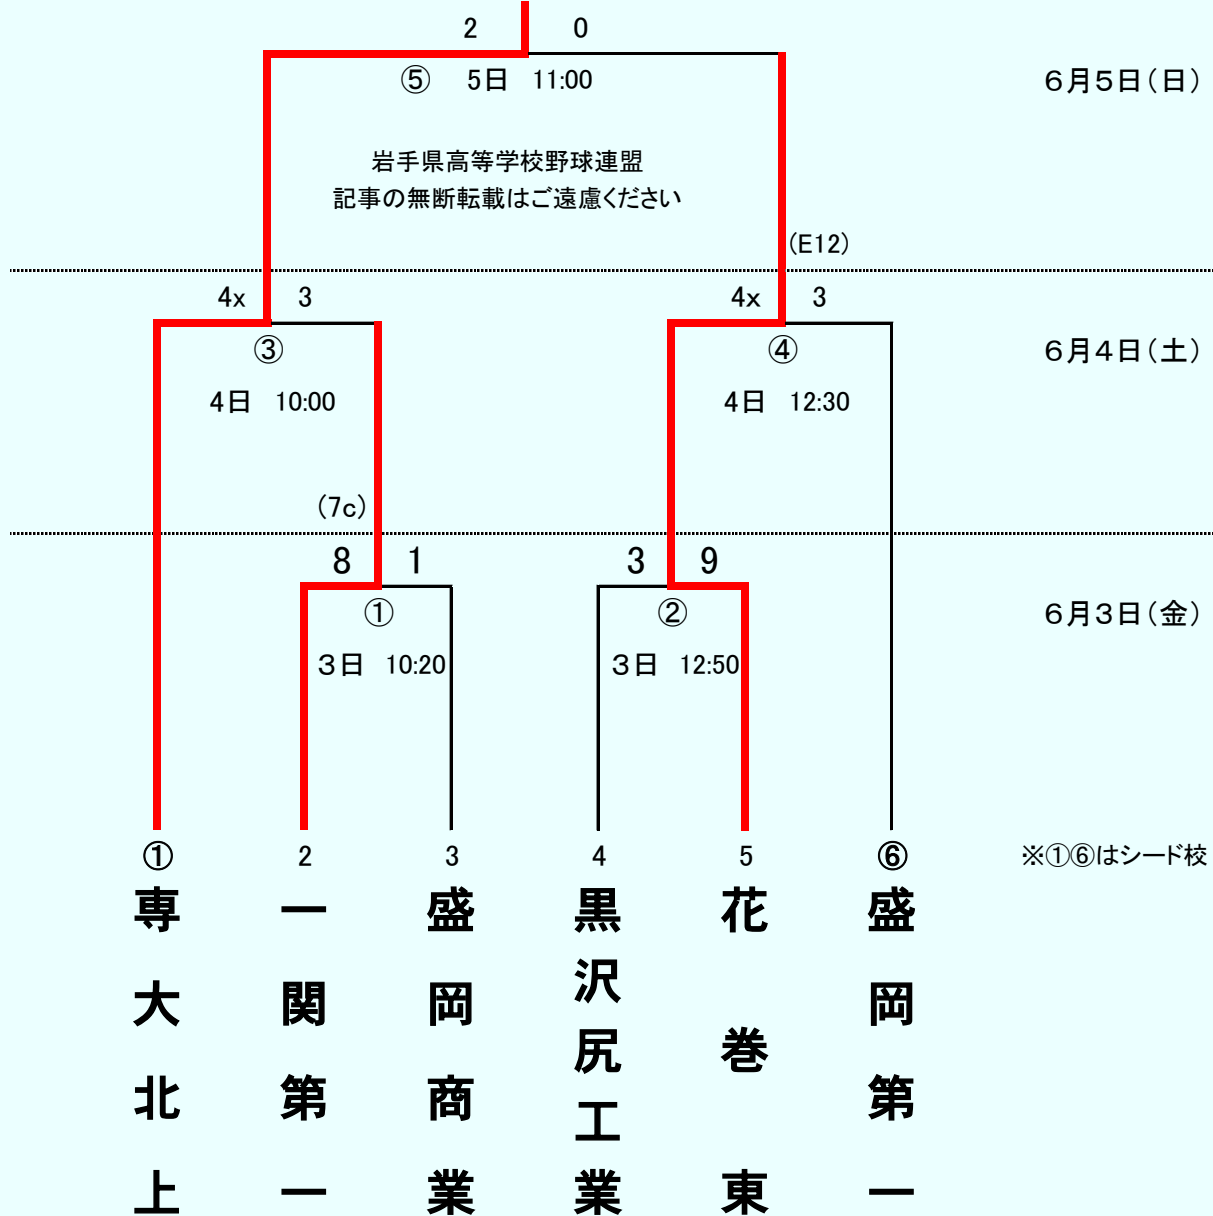 2 0
⑤ 5日 11:00
6月5日(日)
岩手県高等学校野球連盟
記事の無断転載はご遠慮ください
(E12)
4x 3
4x 3
③
④
6月4日(土)
4日 10:00
4日 12:30
(7c)
8 1
3 9
①
②
6月3日(金)
3日 10:20
3日 12:50
① 2 3 4 5 ⑥
※①⑥はシード校
専大北上
一関第一
盛岡商業
黒沢尻工業
花巻東
盛岡第一